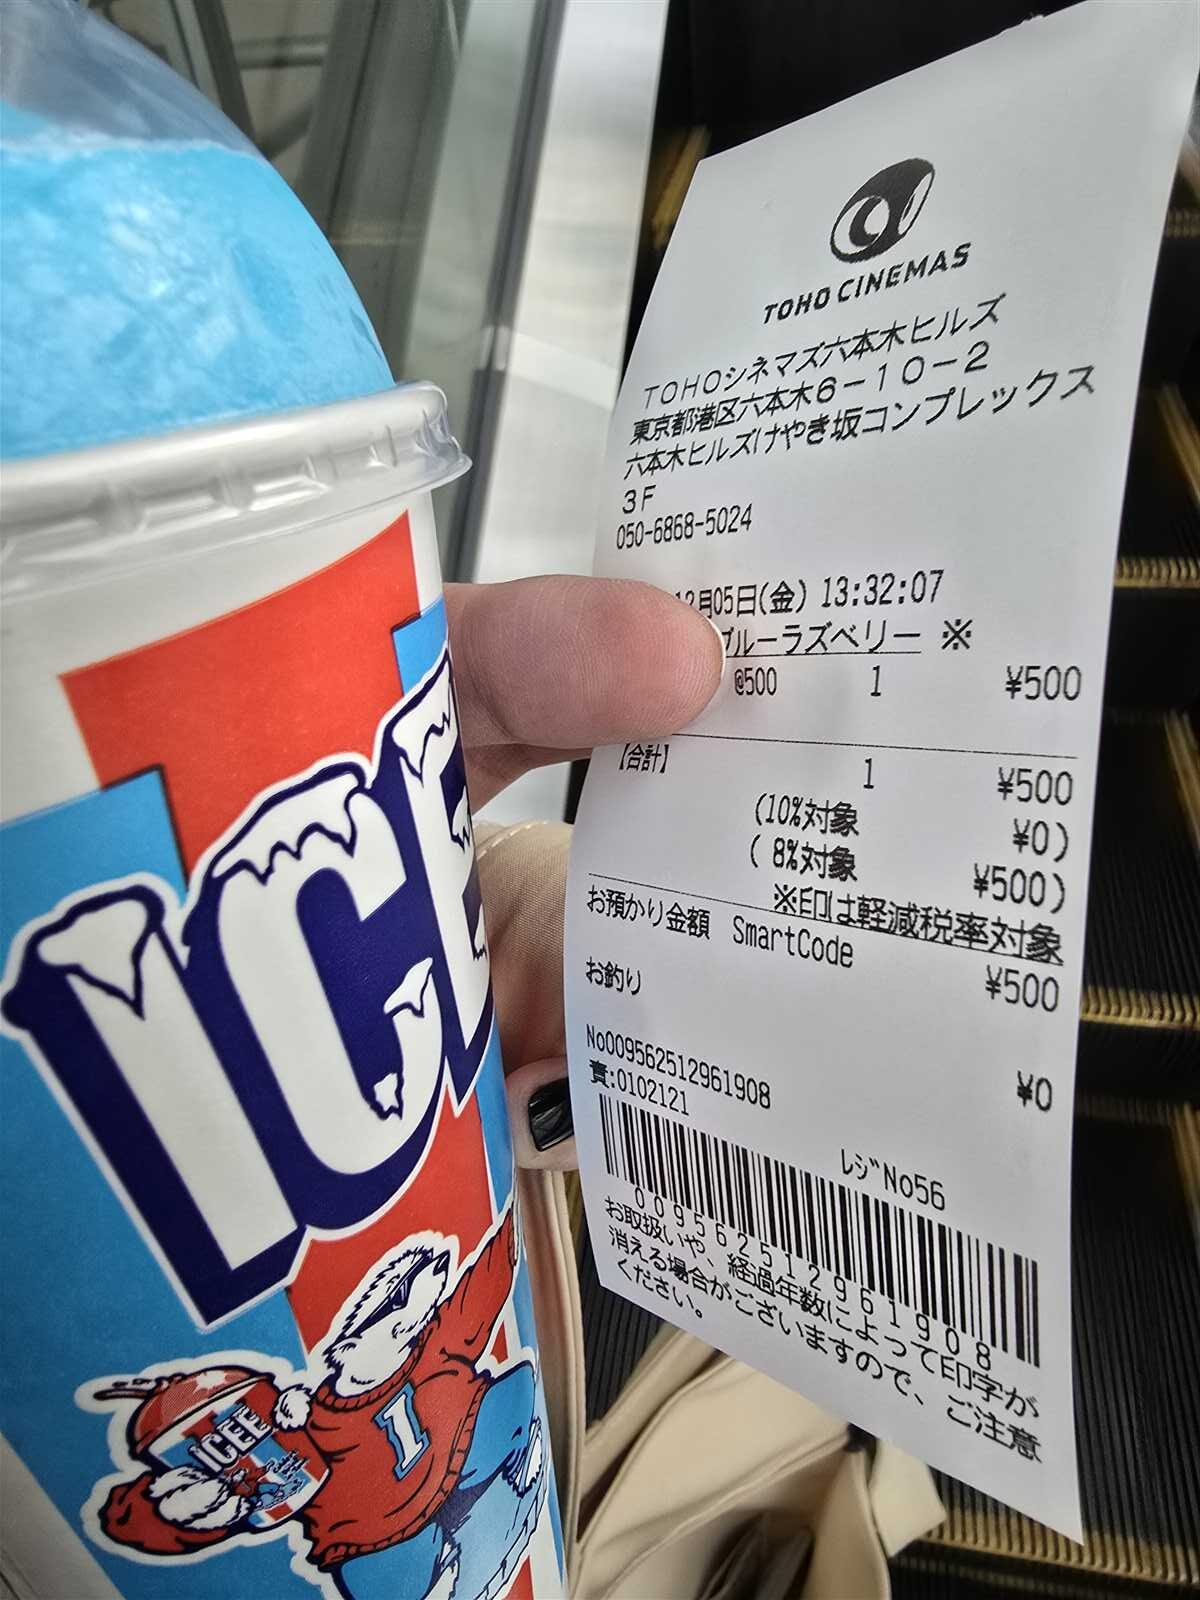 ICEE
I
ICEE
TOHO CINEMAS
TOHOシネマズ六本木ヒルズ
東京都港区六本木6-10-2
六本木ヒルズけやき坂コンプレックス
3F
050-6868-5024
12月05日(金) 13:32:07
ブルーラズベリー ※
@500 1 ¥500
【合計】 1 ¥500
(10%対象 ¥0)
( 8%対象 ¥500)
※印は軽減税率対象
お預かり金額 SmartCode ¥500
お釣り ¥0
No009562512961908
責:0102121 レジNo56
009562512961908
お取扱いや、経過年数によって印字が
消える場合がございますので、ご注意
ください。